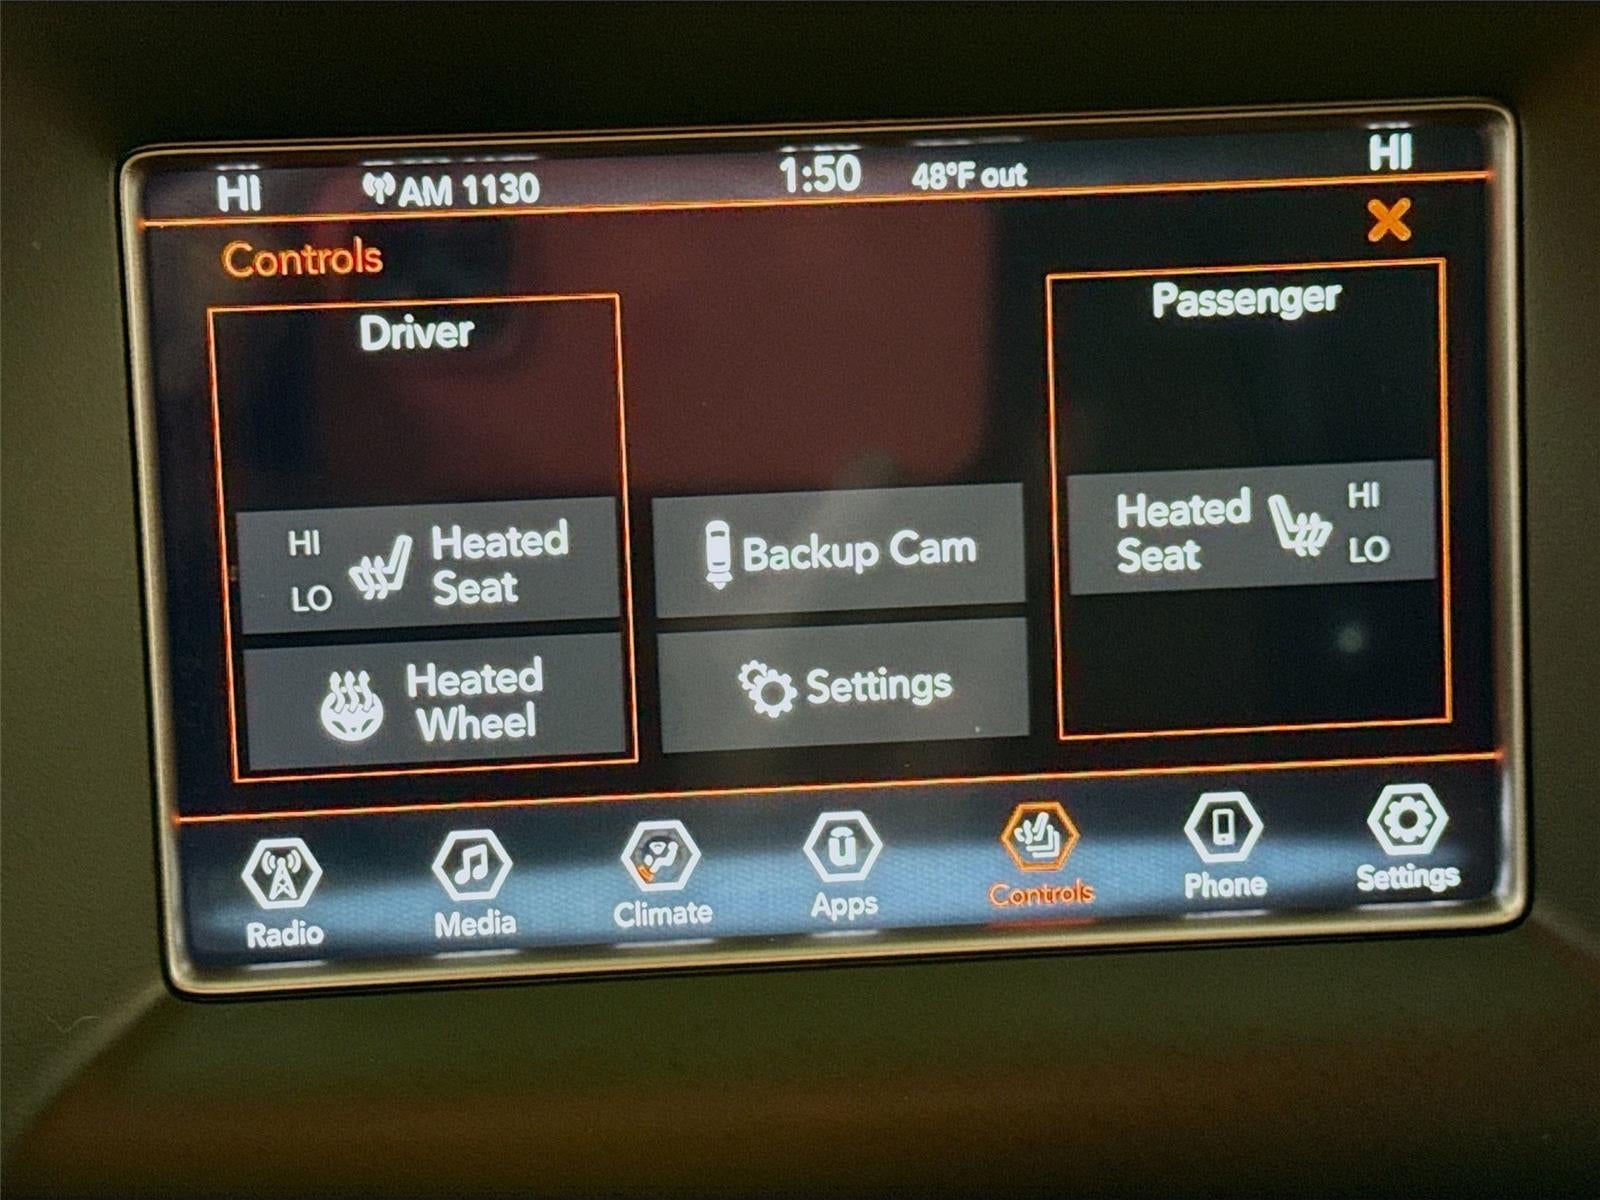 HI AM 1130 1:50 48°F out HI
Controls
Driver
HI
LO
Heated
Seat
Heated
Wheel
Backup Cam
Settings
Passenger
Heated
Seat
HI
LO
Radio Media Climate Apps Controls Phone Settings